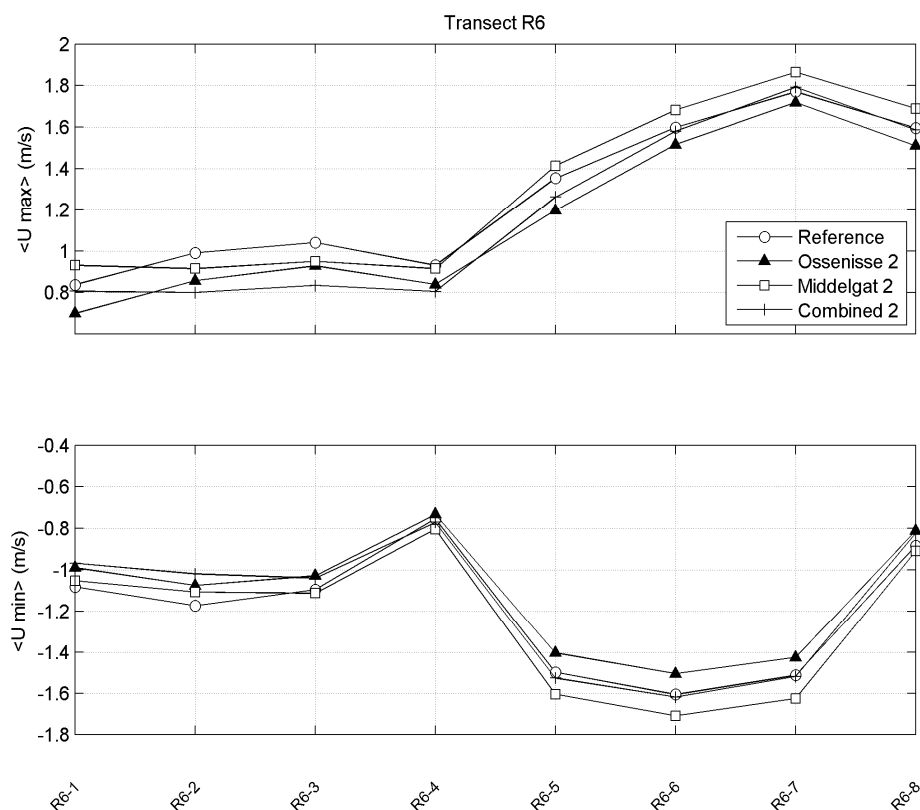 Transect R6
<U max> (m/s)
2
1.8
1.6
1.4
1.2
1
0.8
Reference
Ossenisse 2
Middelgat 2
Combined 2
<U min> (m/s)
-0.4
-0.6
-0.8
-1
-1.2
-1.4
-1.6
-1.8
R6-1
R6-2
R6-3
R6-4
R6-5
R6-6
R6-7
R6-8